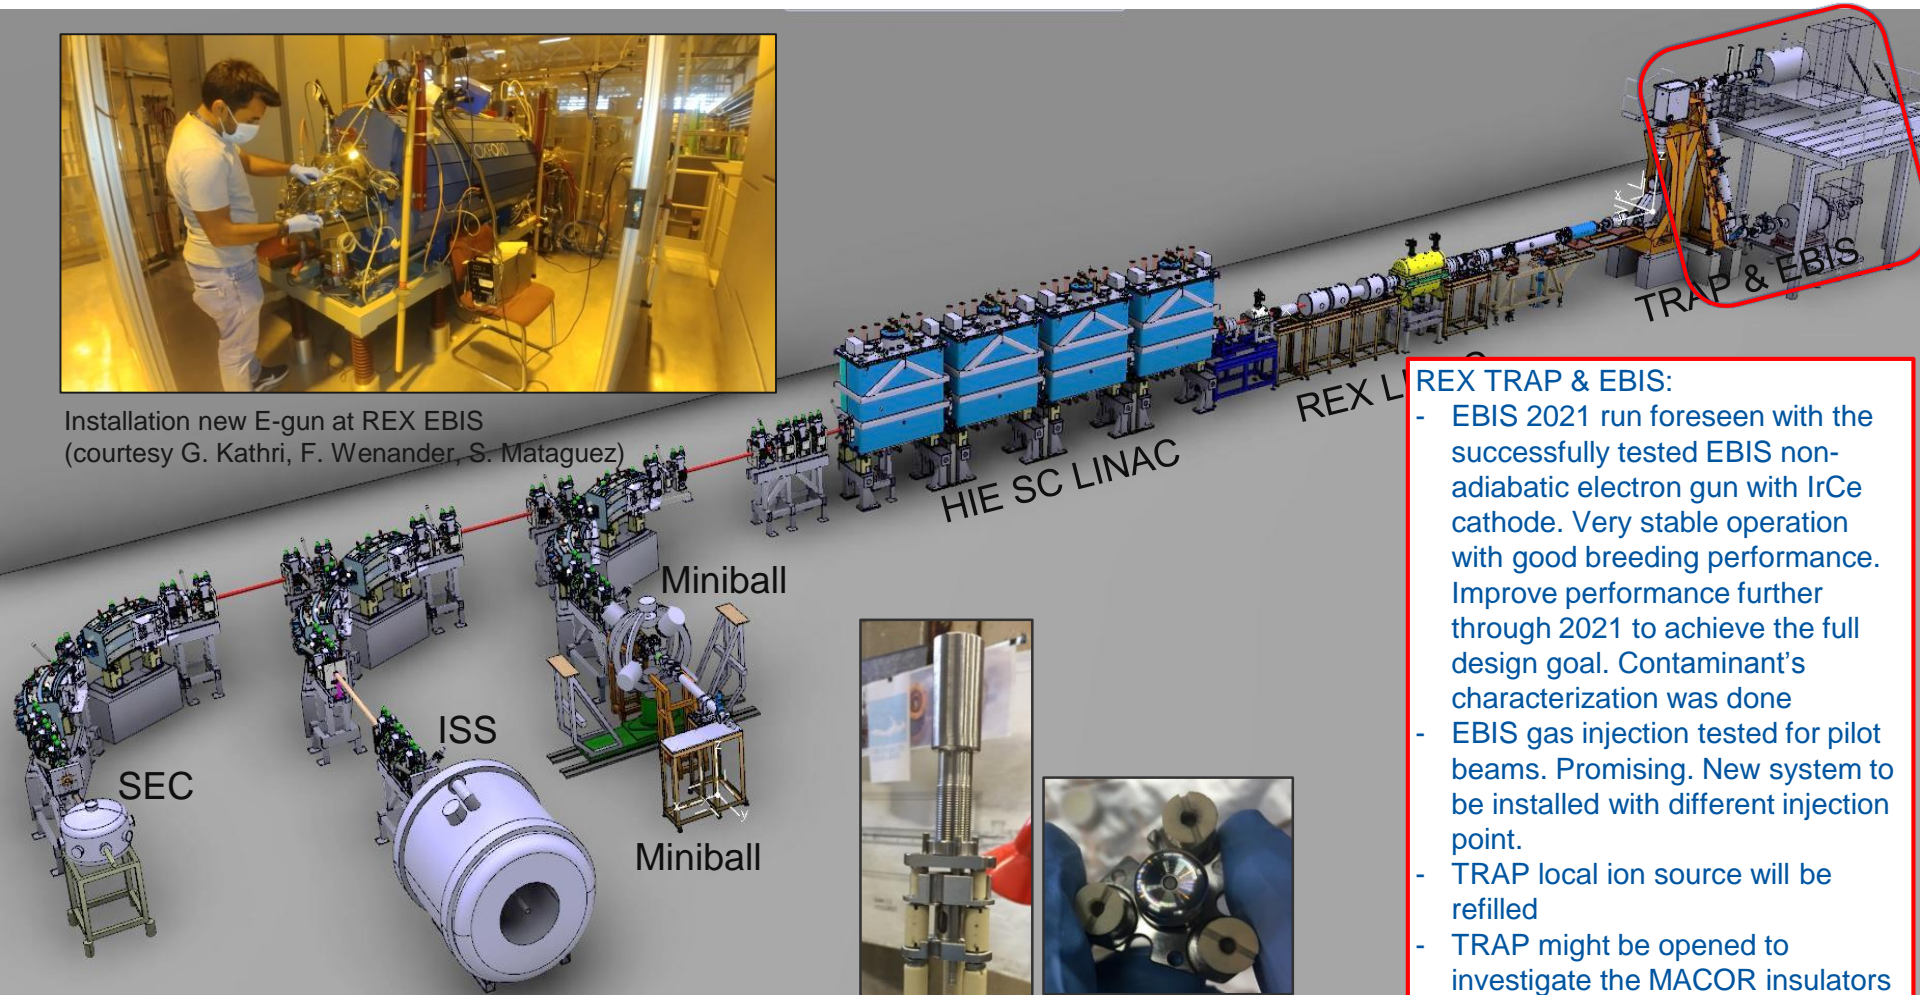 OXFORD
Installation new E-gun at REX EBIS
(courtesy G. Kathri, F. Wenander, S. Mataguez)
TRAP & EBIS
REX
HIE SC LINAC
Miniball
Miniball
ISS
SEC
REX TRAP & EBIS:
- EBIS 2021 run foreseen with the
successfully tested EBIS non-
adiabatic electron gun with IrCe
cathode. Very stable operation
with good breeding performance.
Improve performance further
through 2021 to achieve the full
design goal. Contaminant's
characterization was done
- EBIS gas injection tested for pilot
beams. Promising. New system to
be installed with different injection
point.
- TRAP local ion source will be
refilled
- TRAP might be opened to
investigate the MACOR insulators